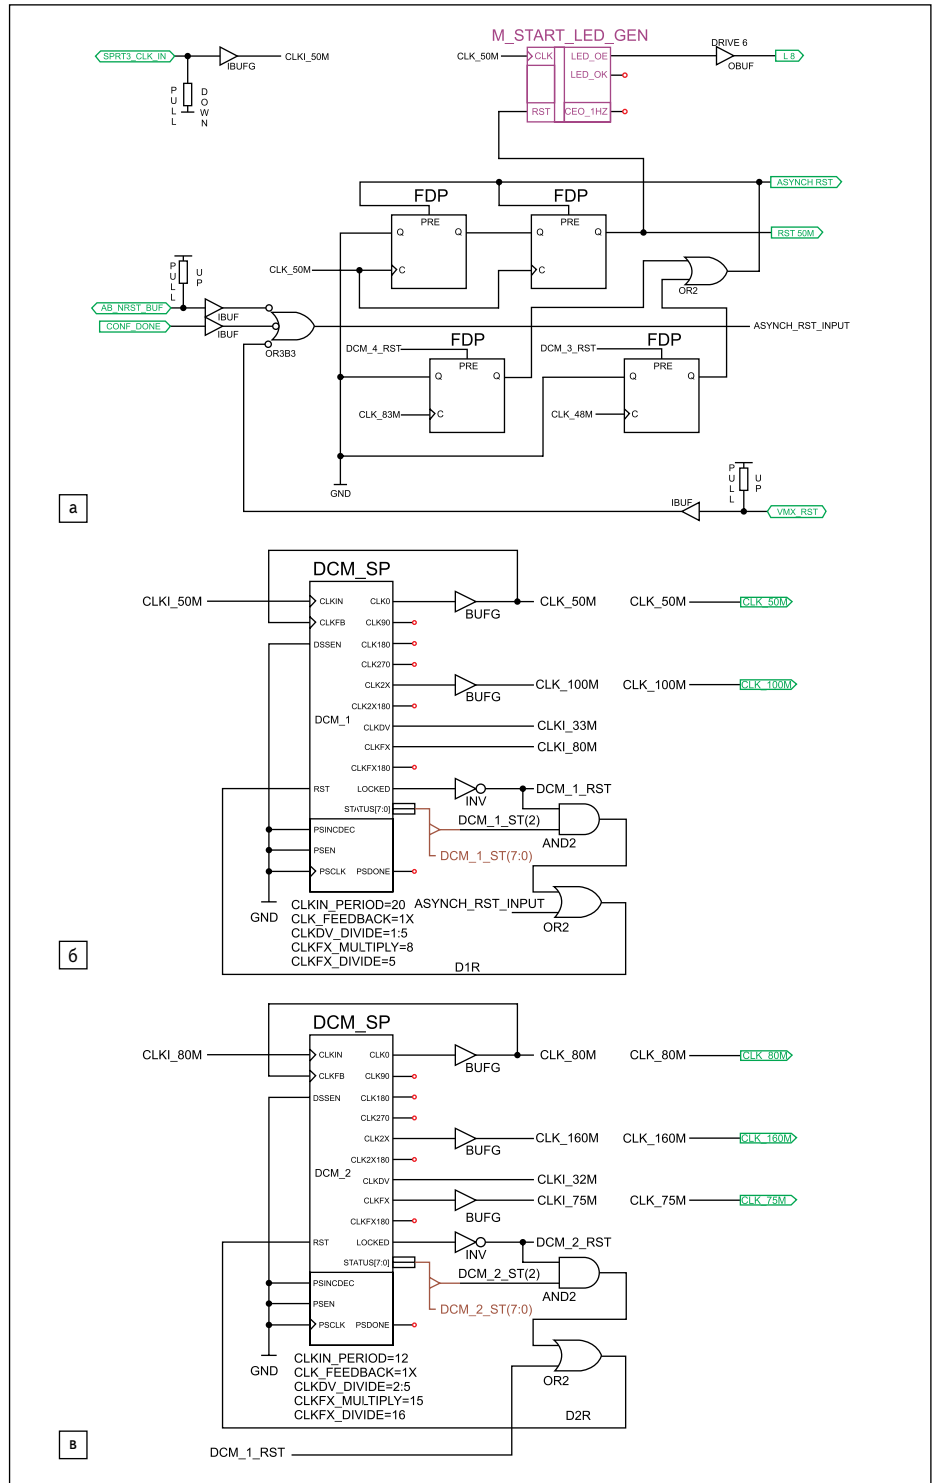 M_START_LED_GEN
SPRT3_CLK_IN
IBUFG
CLKI_50M
PULL DOWN
CLK_50M
CLK
LED_OE
LED_OK
RST
CEO_1HZ
DRIVE 6
OBUF
L8
ASYNCH RST
FDP
FDP
PRE
PRE
Q
Q
Q
Q
RST 50M
CLK_50M
C
C
OR2
PULL UP
AB_NRST_BUF
IBUF
CONF_DONE
IBUF
OR3B3
ASYNCH_RST_INPUT
DCM_4_RST
FDP
DCM_3_RST
FDP
PRE
PRE
Q
Q
Q
Q
CLK_83M
C
CLK_48M
C
GND
PULL UP
IBUF
VMX_RST
а
DCM_SP
CLKI_50M
CLKIN
CLK0
BUFG
CLK_50M
CLK_50M
CLK_50M
CLKFB
CLK90
DSSEN
CLK180
CLK270
CLK2X
BUFG
CLK_100M
CLK_100M
CLK_100M
CLK2X180
DCM_1
CLKDV
CLKI_33M
CLKFX
CLKI_80M
CLKFX180
RST
LOCKED
INV
DCM_1_RST
STATUS[7:0]
DCM_1_ST(2)
AND2
PSINCDEC
PSEN
DCM_1_ST(7:0)
PSCLK
PSDONE
GND
CLKIN_PERIOD=20
CLK_FEEDBACK=1X
CLKDV_DIVIDE=1:5
CLKFX_MULTIPLY=8
CLKFX_DIVIDE=5
ASYNCH_RST_INPUT
OR2
D1R
б
DCM_SP
CLKI_80M
CLKIN
CLK0
BUFG
CLK_80M
CLK_80M
CLK_80M
CLKFB
CLK90
DSSEN
CLK180
CLK270
CLK2X
BUFG
CLK_160M
CLK_160M
CLK_160M
CLK2X180
DCM_2
CLKDV
CLKI_32M
CLKFX
BUFG
CLKI_75M
CLK_75M
CLK_75M
CLKFX180
RST
LOCKED
INV
DCM_2_RST
STATUS[7:0]
DCM_2_ST(2)
AND2
PSINCDEC
PSEN
DCM_2_ST(7:0)
PSCLK
PSDONE
GND
CLKIN_PERIOD=12
CLK_FEEDBACK=1X
CLKDV_DIVIDE=2:5
CLKFX_MULTIPLY=15
CLKFX_DIVIDE=16
OR2
D2R
DCM_1_RST
в